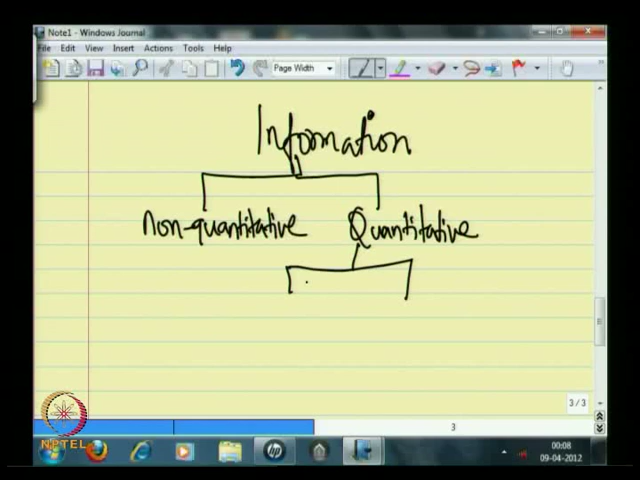 Note1 - Windows Journal
File Edit View Insert Actions Tools Help
Page Width
Information
Non-quantitative Quantitative
3/3
3
NPTEL
hp
00:08
09-04-2012